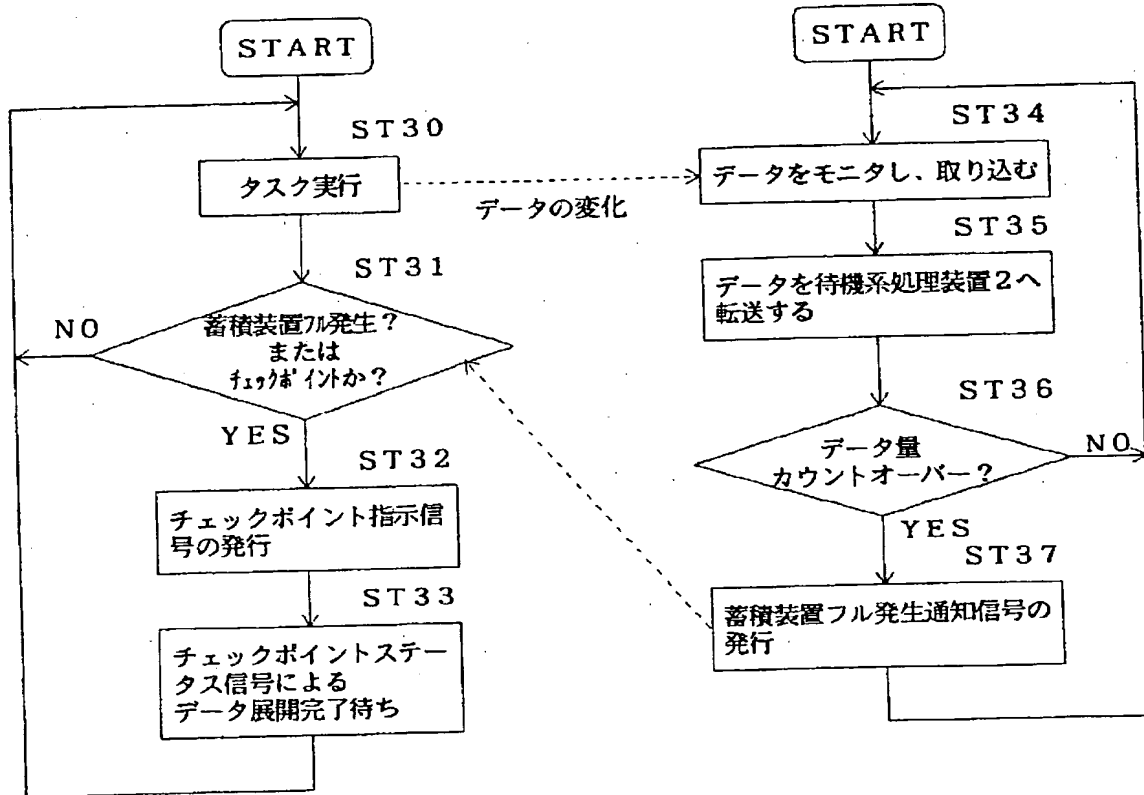 START
ST30
タスク実行
データの変化
ST31
蓄積装置フル発生?
または
チェックポイントか?
NO
YES
ST32
チェックポイント指示信
号の発行
ST33
チェックポイントステー
タス信号による
データ展開完了待ち
START
ST34
データをモニタし、取り込む
ST35
データを待機系処理装置2へ
転送する
ST36
データ量
カウントオーバー?
NO
YES
ST37
蓄積装置フル発生通知信号の
発行